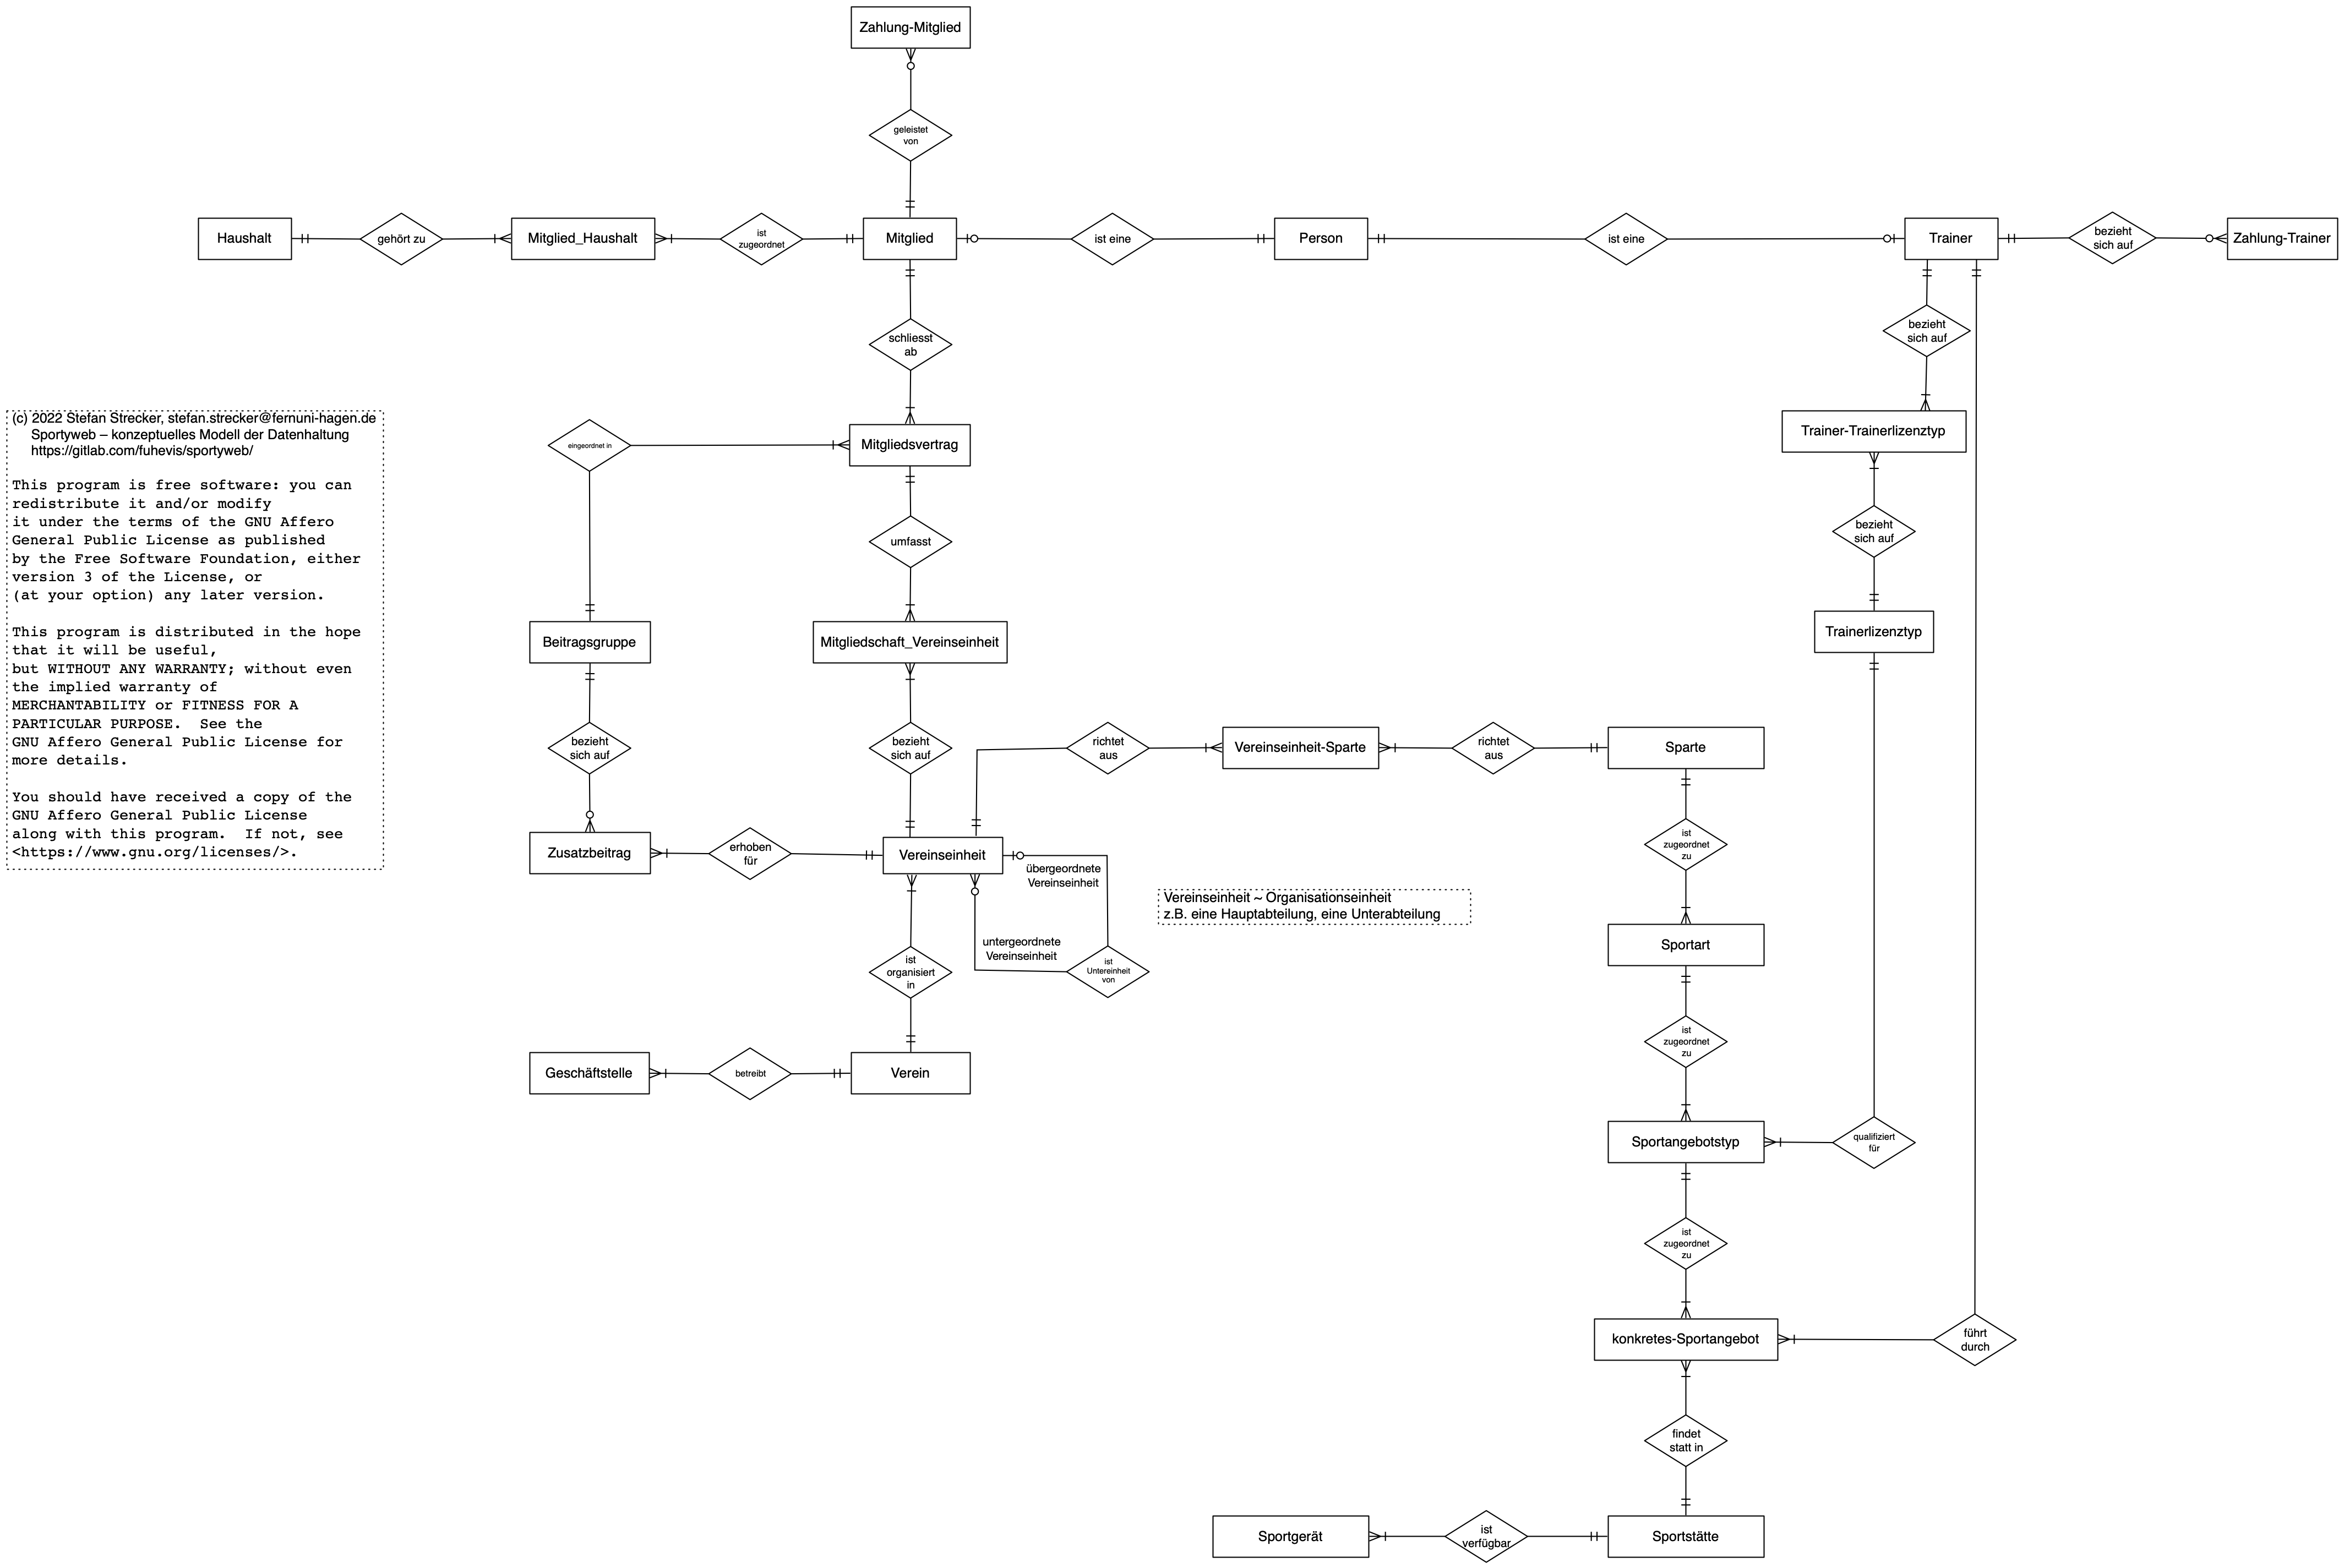 Zahlung-Mitglied
geleistet
von
Haushalt
gehört zu
Mitglied_Haushalt
ist
zugeordnet
Mitglied
ist eine
Person
ist eine
Trainer
bezieht
sich auf
Zahlung-Trainer
schliesst
ab
bezieht
sich auf
(c) 2022 Stefan Strecker, stefan.strecker@fernuni-hagen.de
Sportyweb – konzeptuelles Modell der Datenhaltung
https://gitlab.com/fuhevis/sportyweb/
This program is free software: you can
redistribute it and/or modify
it under the terms of the GNU Affero
General Public License as published
by the Free Software Foundation, either
version 3 of the License, or
(at your option) any later version.
This program is distributed in the hope
that it will be useful,
but WITHOUT ANY WARRANTY; without even
the implied warranty of
MERCHANTABILITY or FITNESS FOR A
PARTICULAR PURPOSE.  See the
GNU Affero General Public License for
more details.
You should have received a copy of the
GNU Affero General Public License
along with this program.  If not, see
<https://www.gnu.org/licenses/>.
eingeordnet in
Mitgliedsvertrag
Trainer-Trainerlizenztyp
umfasst
bezieht
sich auf
Beitragsgruppe
Mitgliedschaft_Vereinseinheit
Trainerlizenztyp
bezieht
sich auf
bezieht
sich auf
richtet
aus
Vereinseinheit-Sparte
richtet
aus
Sparte
Zusatzbeitrag
erhoben
für
Vereinseinheit
übergeordnete
Vereinseinheit
ist
zugeordnet
zu
Vereinseinheit ~ Organisationseinheit
z.B. eine Hauptabteilung, eine Unterabteilung
untergeordnete
Vereinseinheit
ist
Untereinheit
von
ist
organisiert
in
Sportart
Geschäftstelle
betreibt
Verein
ist
zugeordnet
zu
Sportangebotstyp
qualifiziert
für
ist
zugeordnet
zu
konkretes-Sportangebot
führt
durch
findet
statt in
Sportgerät
ist
verfügbar
Sportstätte